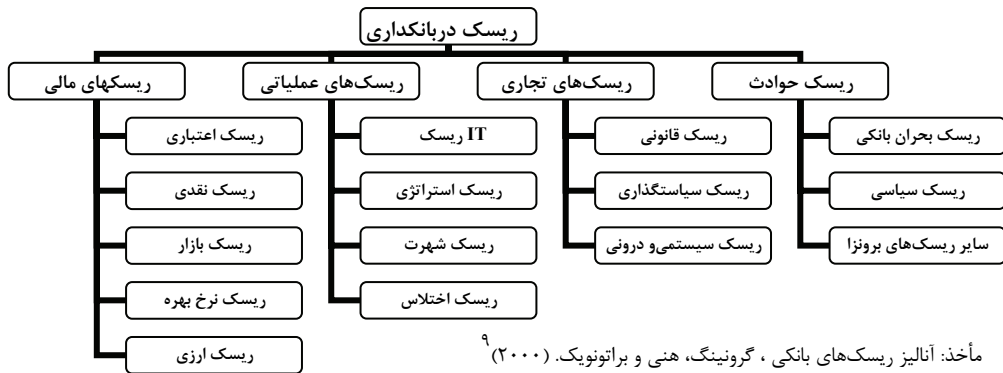 ریسک دربانکداری
ریسک حوادث
ریسک‌های تجاری
ریسک‌های عملیاتی
ریسکهای مالی
ریسک بحران بانکی
ریسک قانونی
ریسک IT
ریسک اعتباری
ریسک سیاسی
ریسک سیاستگذاری
ریسک استراتژی
ریسک نقدی
سایر ریسک‌های برونزا
ریسک سیستمی‌و درونی
ریسک شهرت
ریسک بازار
ریسک اختلاس
ریسک نرخ بهره
ریسک ارزی
مأخذ: آنالیز ریسک‌های بانکی ، گرونینگ، هنی و براتونویک. (۲۰۰۰)۹